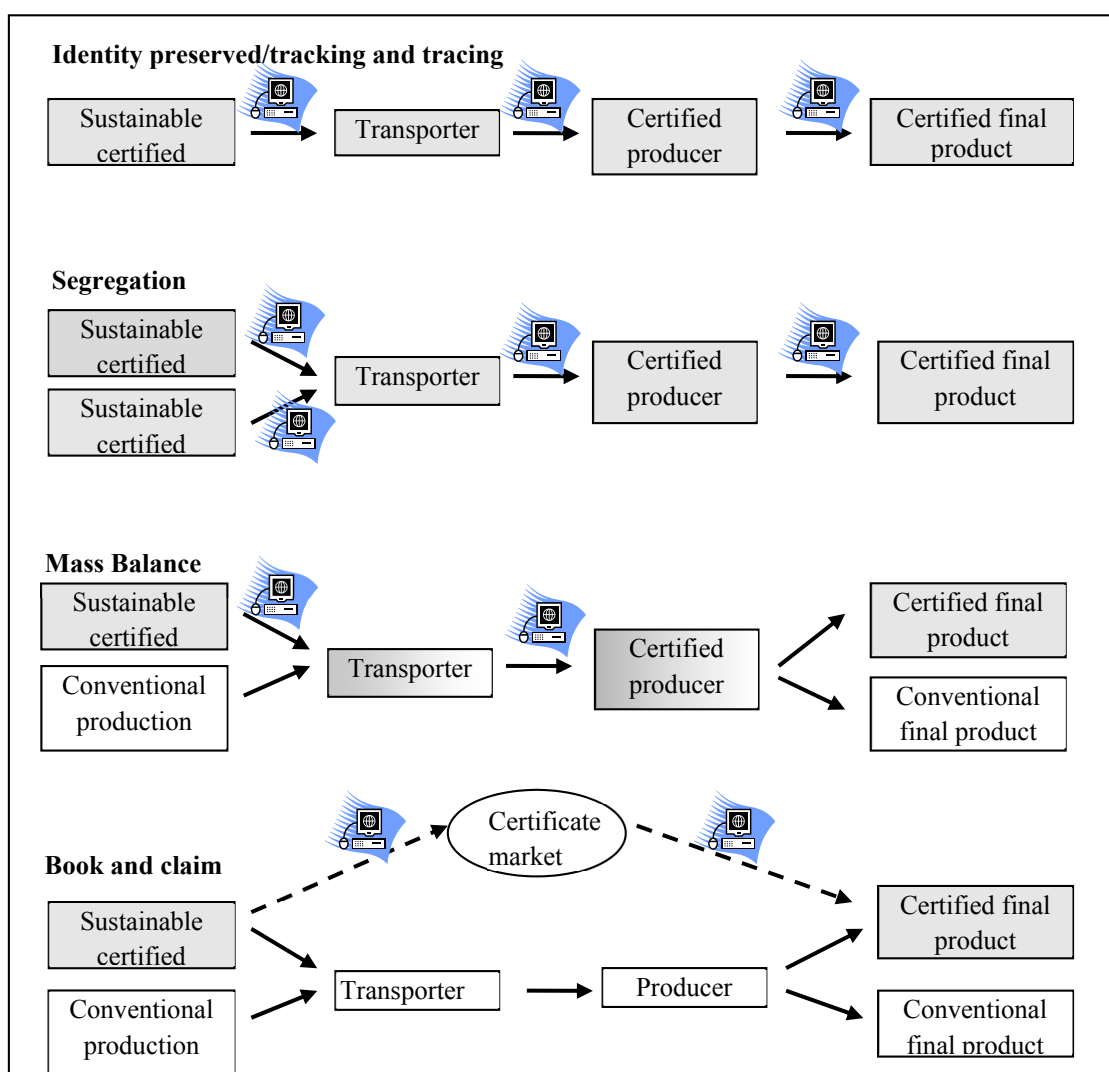 Identity preserved/tracking and tracing
Sustainable
certified
Transporter
Certified
producer
Certified final
product
Segregation
Sustainable
certified
Sustainable
certified
Transporter
Certified
producer
Certified final
product
Mass Balance
Sustainable
certified
Conventional
production
Transporter
Certified
producer
Certified final
product
Conventional
final product
Book and claim
Certificate
market
Sustainable
certified
Conventional
production
Transporter
Producer
Certified final
product
Conventional
final product